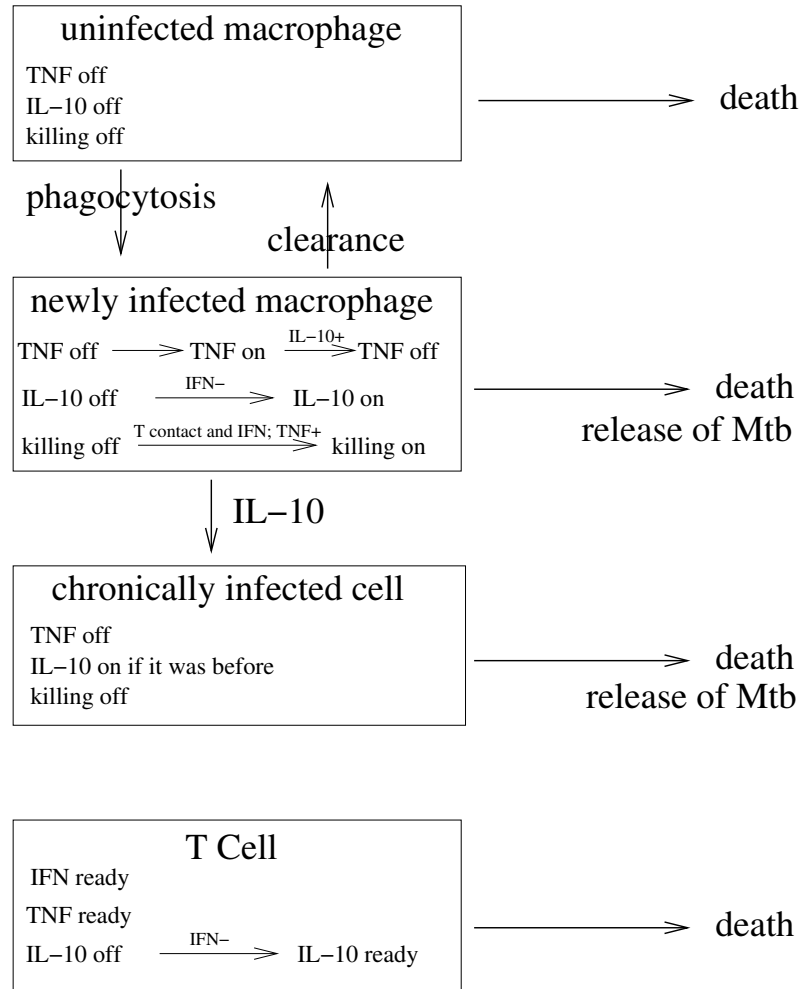 uninfected macrophage
TNF off
IL−10 off
killing off
death
phagocytosis
clearance
newly infected macrophage
TNF off TNF on IL−10+ TNF off
IL−10 off IFN− IL−10 on
killing off T contact and IFN; TNF+ killing on
death
release of Mtb
IL−10
chronically infected cell
TNF off
IL−10 on if it was before
killing off
death
release of Mtb
T Cell
IFN ready
TNF ready
IL−10 off IFN− IL−10 ready
death